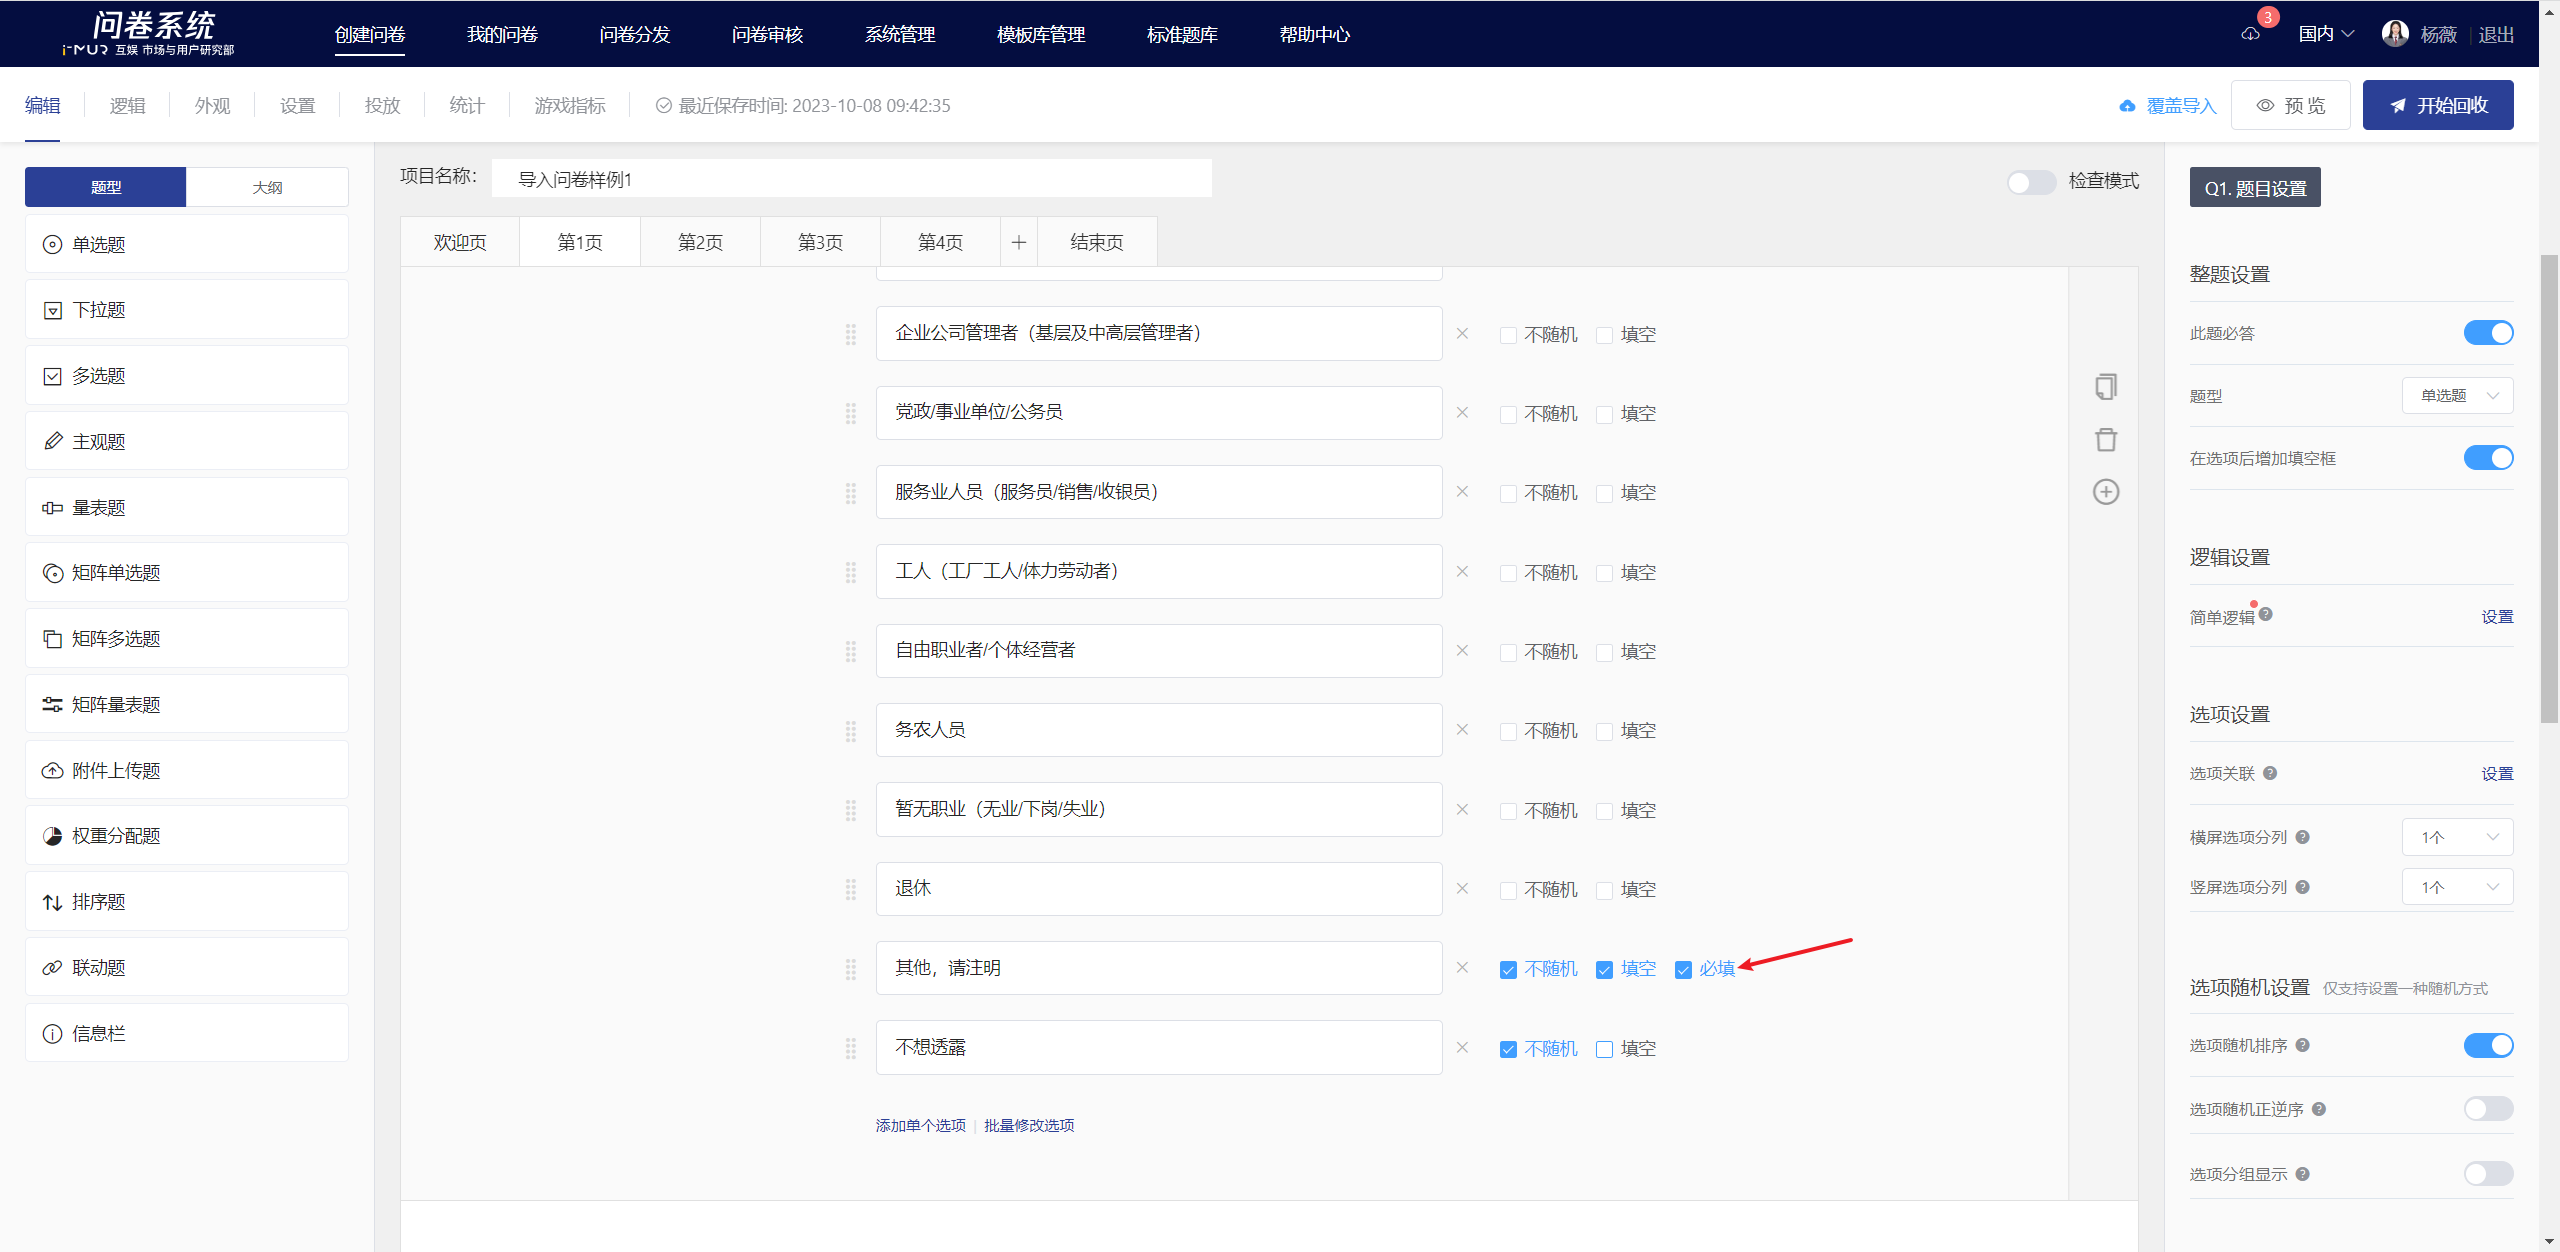 问卷系统
i-MUR 互娱 市场与用户研究部
创建问卷 我的问卷 问卷分发 问卷审核 系统管理 模板库管理 标准题库 帮助中心
3
国内 杨薇 退出
编辑 逻辑 外观 设置 投放 统计 游戏指标 最近保存时间: 2023-10-08 09:42:35
覆盖导入 预览 开始回收
题型 大纲
单选题
下拉题
多选题
主观题
量表题
矩阵单选题
矩阵多选题
矩阵量表题
附件上传题
权重分配题
排序题
联动题
信息栏
项目名称: 导入问卷样例1
检查模式
欢迎页 第1页 第2页 第3页 第4页 + 结束页
企业公司管理者（基层及中高层管理者） × 不随机 填空
党政/事业单位/公务员 × 不随机 填空
服务业人员（服务员/销售/收银员） × 不随机 填空
工人（工厂工人/体力劳动者） × 不随机 填空
自由职业者/个体经营者 × 不随机 填空
务农人员 × 不随机 填空
暂无职业（无业/下岗/失业） × 不随机 填空
退休 × 不随机 填空
其他，请注明 × 不随机 填空 必填
不想透露 × 不随机 填空
添加单个选项 | 批量修改选项
Q1. 题目设置
整题设置
此题必答
题型 单选题
在选项后增加填空框
逻辑设置
简单逻辑 ? 设置
选项设置
选项关联 ? 设置
横屏选项分列 ? 1个
竖屏选项分列 ? 1个
选项随机设置 仅支持设置一种随机方式
选项随机排序 ?
选项随机正逆序 ?
选项分组显示 ?